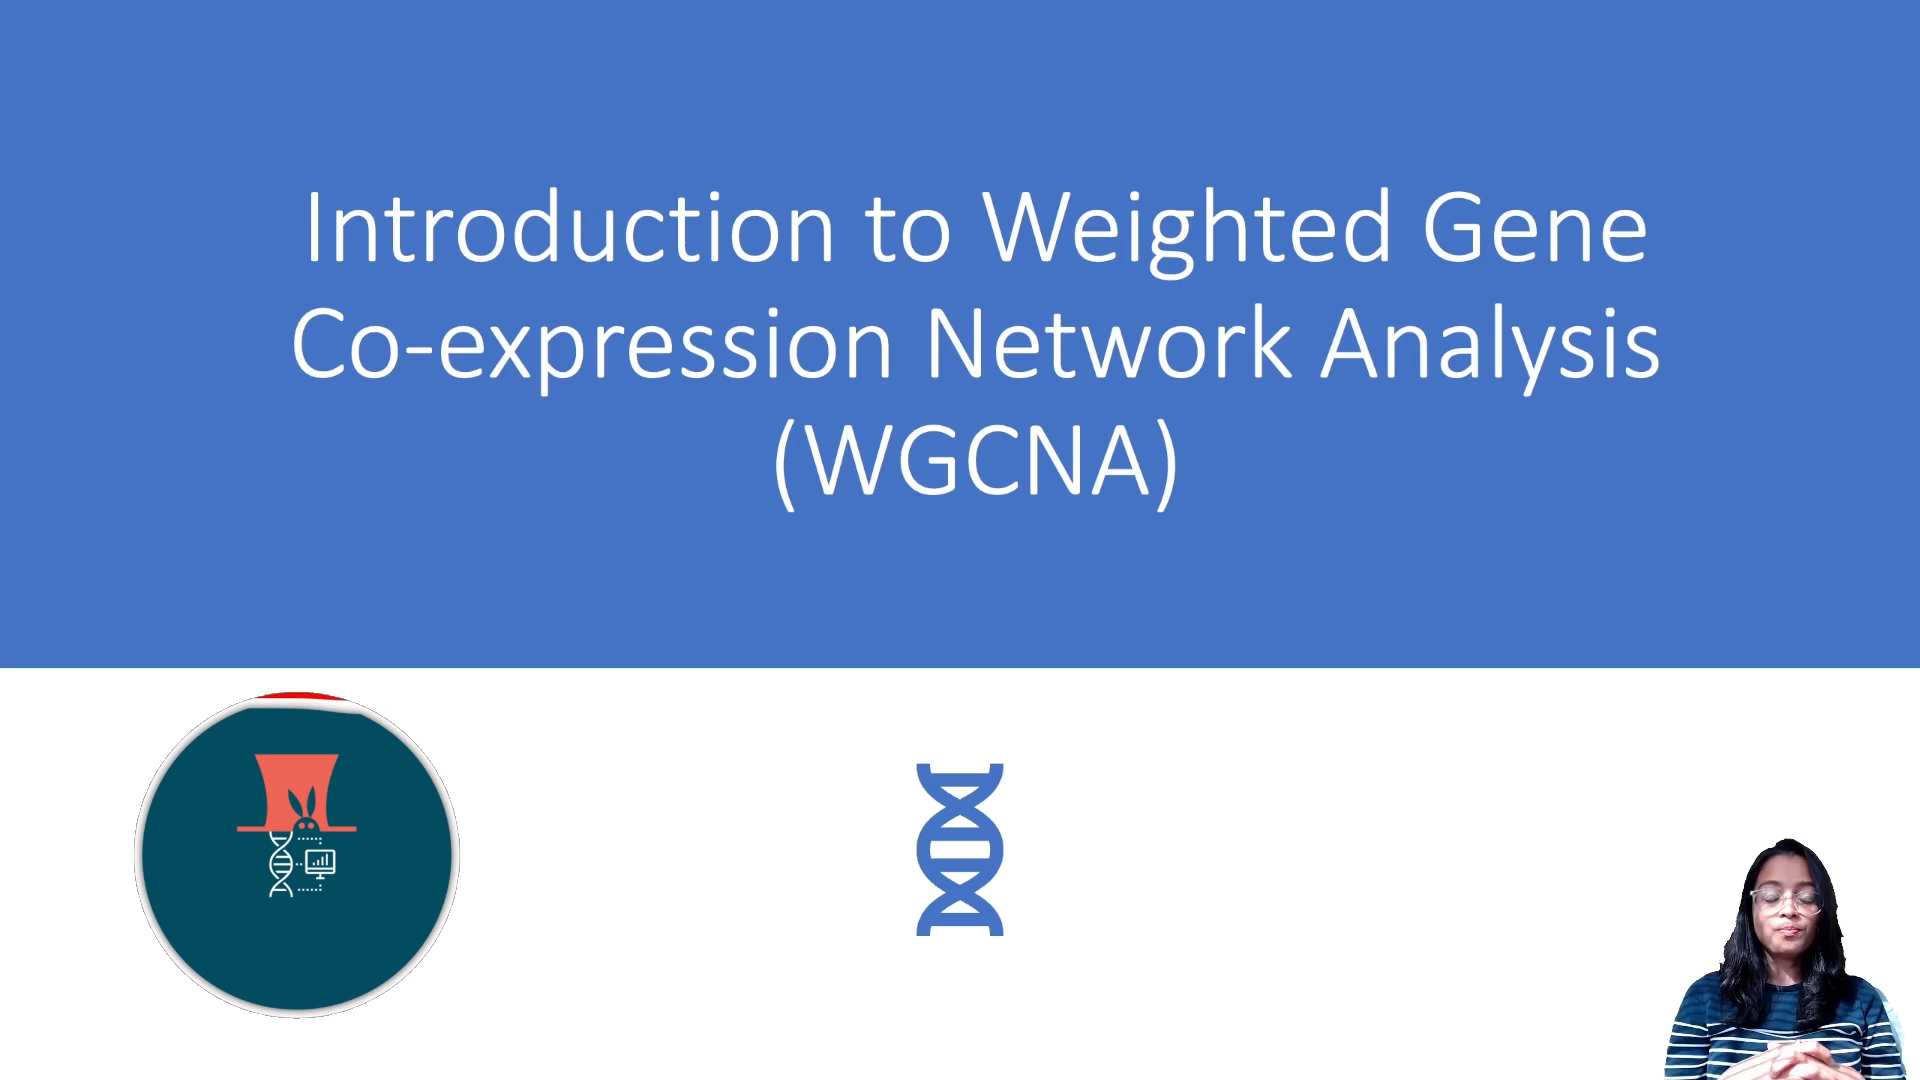 Introduction to Weighted Gene
Co-expression Network Analysis
(WGCNA)